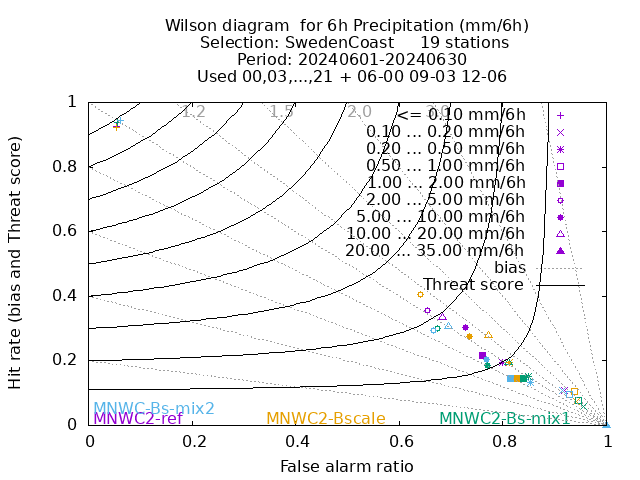 Wilson diagram  for 6h Precipitation (mm/6h)
Selection: SwedenCoast     19 stations
Period: 20240601-20240630
Used 00,03,...,21 + 06-00 09-03 12-06
Hit rate (bias and Threat score)
1
0.8
0.6
0.4
0.2
0
1.2
1.5
2.0
3.0
<= 0.10 mm/6h
0.10 ... 0.20 mm/6h
0.20 ... 0.50 mm/6h
0.50 ... 1.00 mm/6h
1.00 ... 2.00 mm/6h
2.00 ... 5.00 mm/6h
5.00 ... 10.00 mm/6h
10.00 ... 20.00 mm/6h
20.00 ... 35.00 mm/6h
bias
Threat score
MNWC-Bs-mix2
MNWC2-ref
MNWC2-Bscale
MNWC2-Bs-mix1
0
0.2
0.4
0.6
0.8
1
False alarm ratio